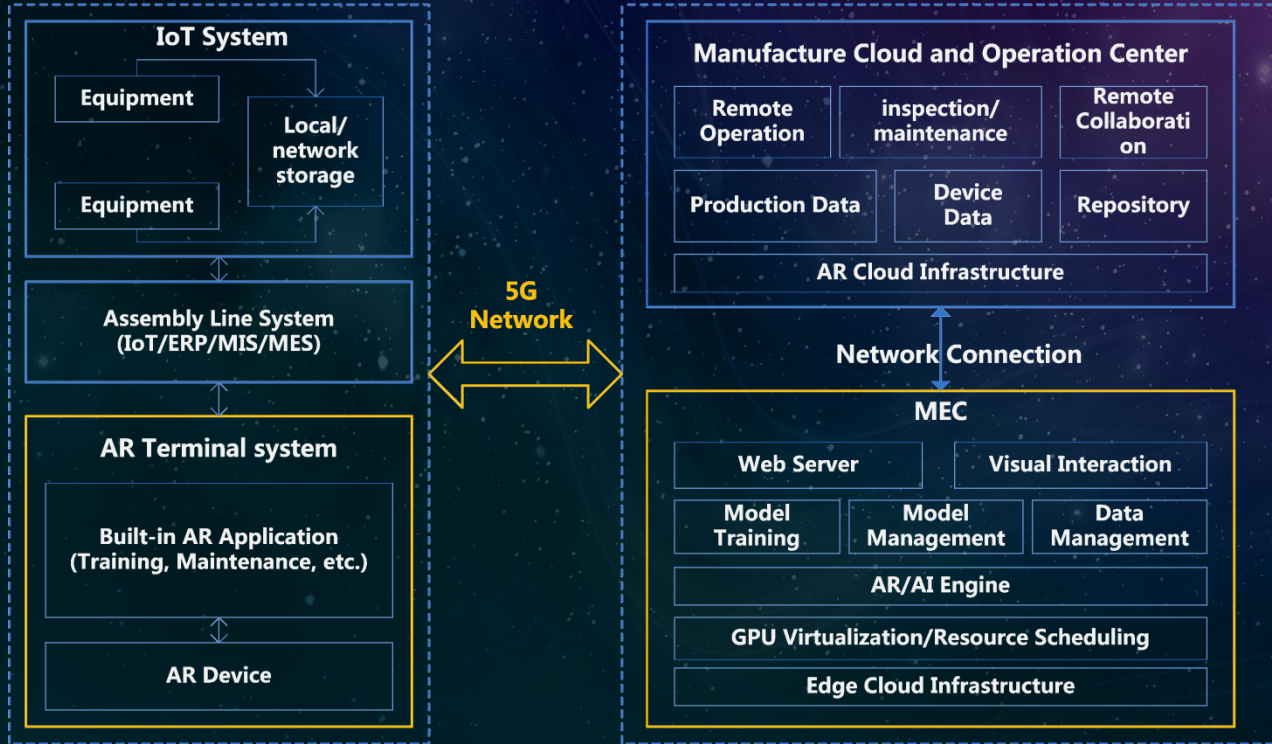 IoT System
Equipment
Local/
network
storage
Equipment
Assembly Line System
(IoT/ERP/MIS/MES)
AR Terminal system
Built-in AR Application
(Training, Maintenance, etc.)
AR Device
5G
Network
Manufacture Cloud and Operation Center
Remote
Operation
inspection/
maintenance
Remote
Collaborati
on
Production Data
Device
Data
Repository
AR Cloud Infrastructure
Network Connection
MEC
Web Server
Visual Interaction
Model
Training
Model
Management
Data
Management
AR/AI Engine
GPU Virtualization/Resource Scheduling
Edge Cloud Infrastructure